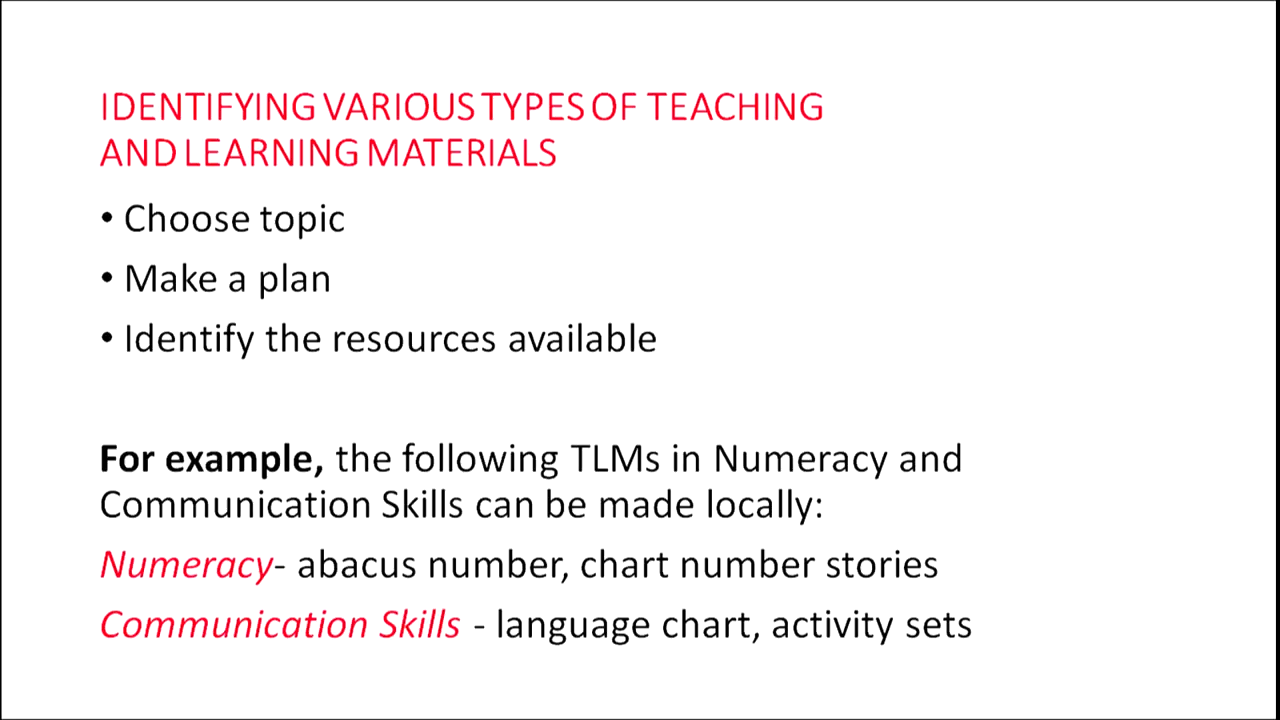 IDENTIFYING VARIOUS TYPES OF TEACHING
AND LEARNING MATERIALS
• Choose topic
• Make a plan
• Identify the resources available
For example, the following TLMs in Numeracy and
Communication Skills can be made locally:
Numeracy- abacus number, chart number stories
Communication Skills - language chart, activity sets